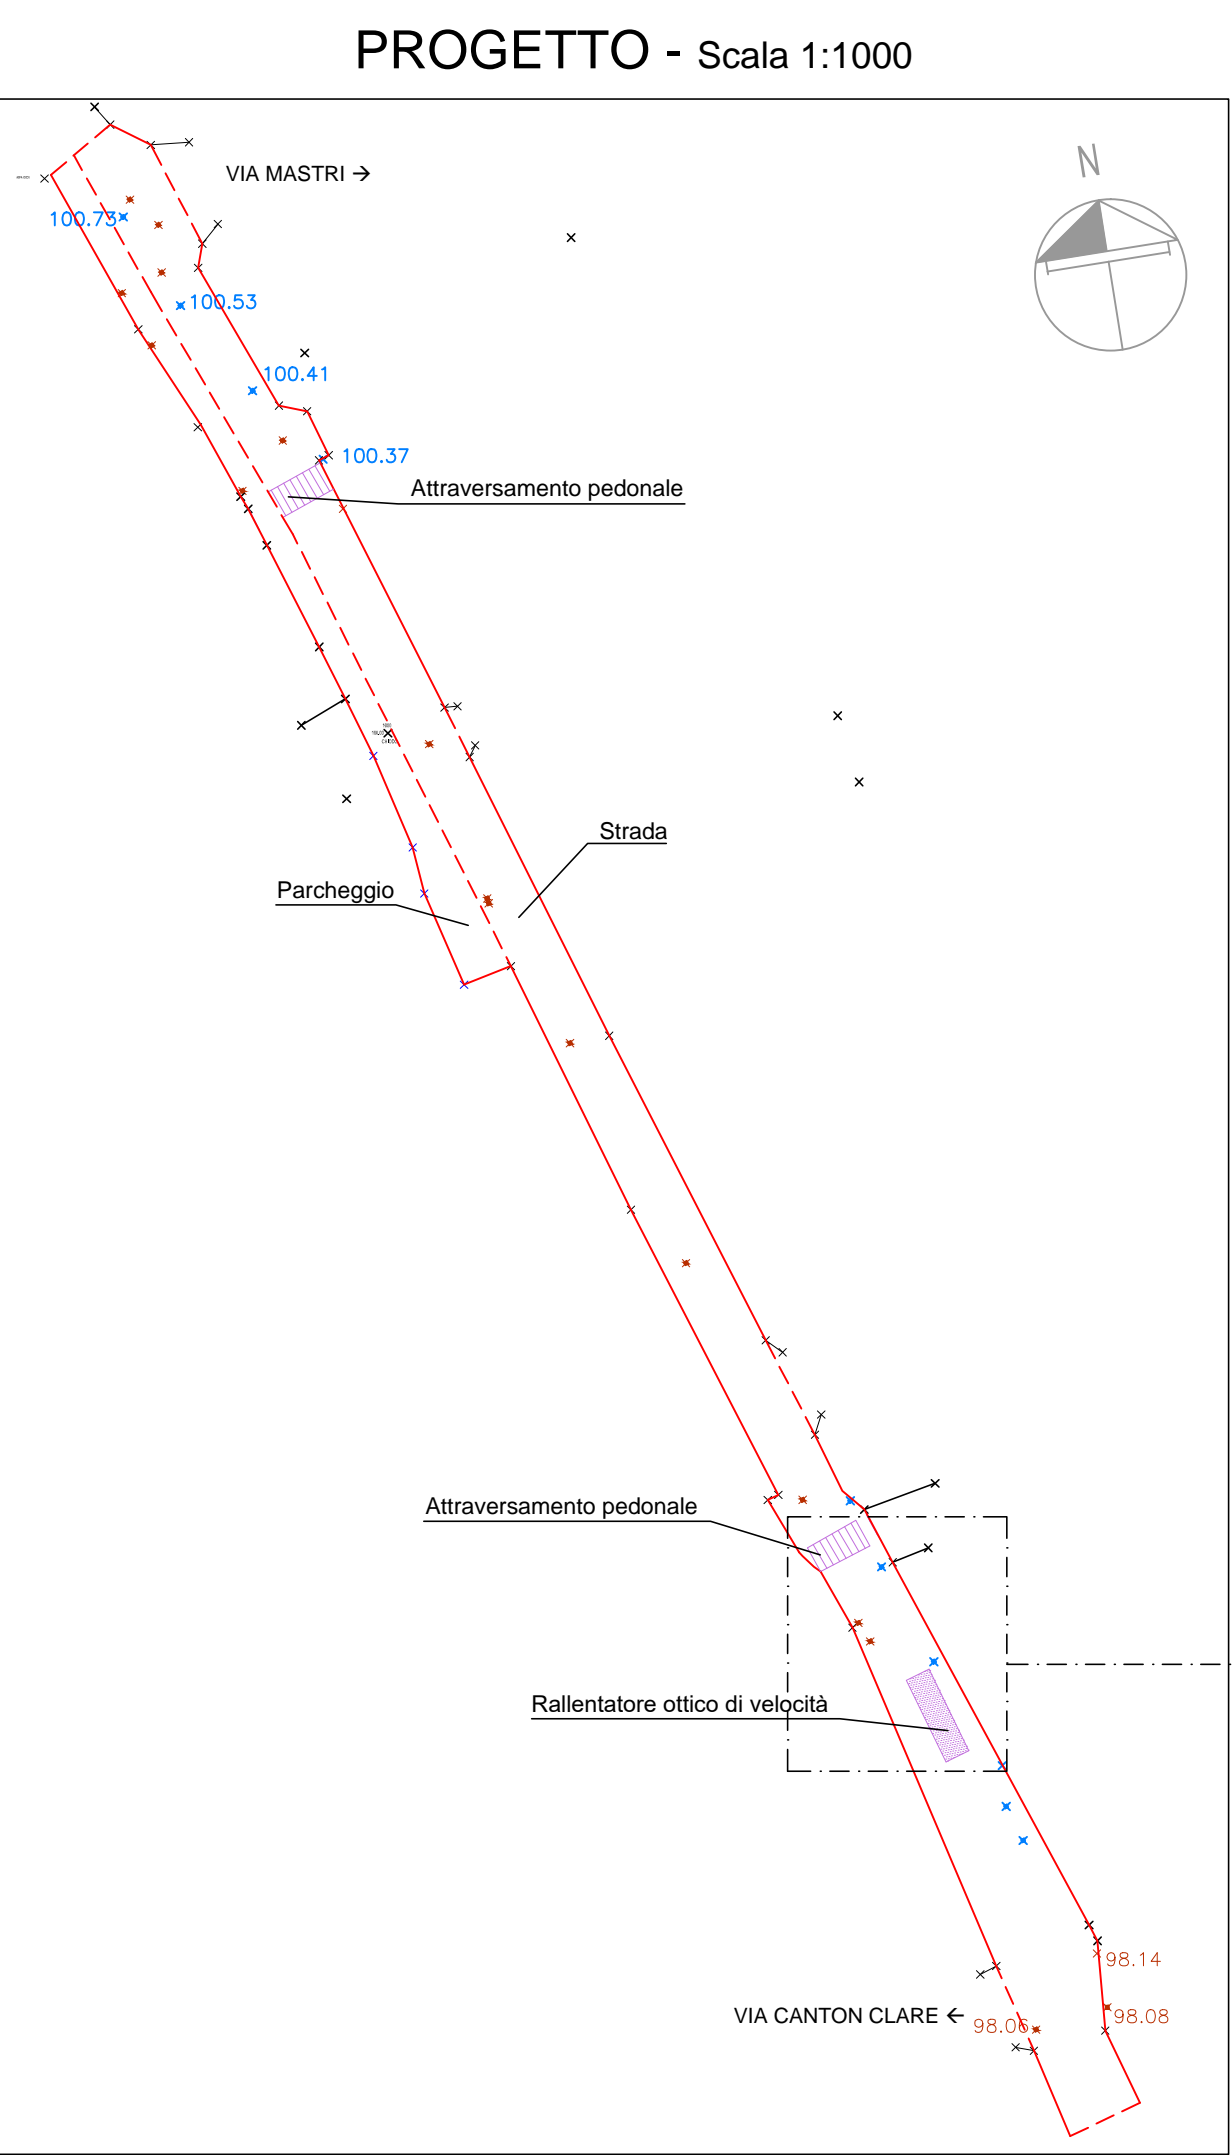 PROGETTO - Scala 1:1000
N
VIA MASTRI →
100.73
100.53
100.41
100.37
Attraversamento pedonale
Strada
Parcheggio
Attraversamento pedonale
Rallentatore ottico di velocità
98.14
VIA CANTON CLARE ←
98.06
98.08